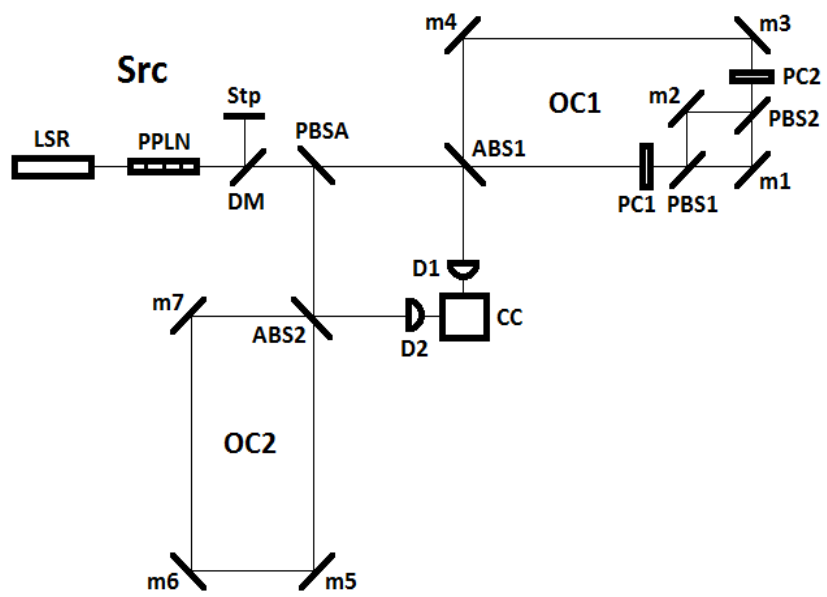 m4
m3
Src
Stp
OC1
PC2
m2
LSR
PPLN
PBSA
PBS2
ABS1
DM
PC1
PBS1
m1
D1
m7
ABS2
D2
CC
OC2
m6
m5